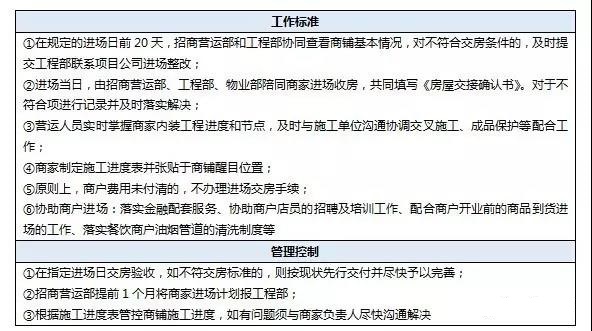 工作标准
①在规定的进场日前 20 天，招商营运部和工程部协同查看商铺基本情况，对不符合交房条件的，及时提
交工程部联系项目公司进场整改；
②进场当日，由招商营运部、工程部、物业部陪同商家进场收房，共同填写《房屋交接确认书》。对于不
符合项进行记录并及时落实解决；
③营运人员实时掌握商家内装工程进度和节点，及时与施工单位沟通协调交叉施工、成品保护等配合工
作；
④商家制定施工进度表并张贴于商铺醒目位置；
⑤原则上，商户费用未付清的，不办理进场交房手续；
⑥协助商户进场：落实金融配套服务、协助商户店员的招聘及培训工作、配合商户开业前的商品到货进
场的工作、落实餐饮商户油烟管道的清洗制度等
管理控制
①在指定进场日交房验收，如不符交房标准的，则按现状先行交付并尽快予以完善；
②招商营运部提前 1 个月将商家进场计划报工程部；
③根据施工进度表管控商铺施工进度，如有问题须与商家负责人尽快沟通解决